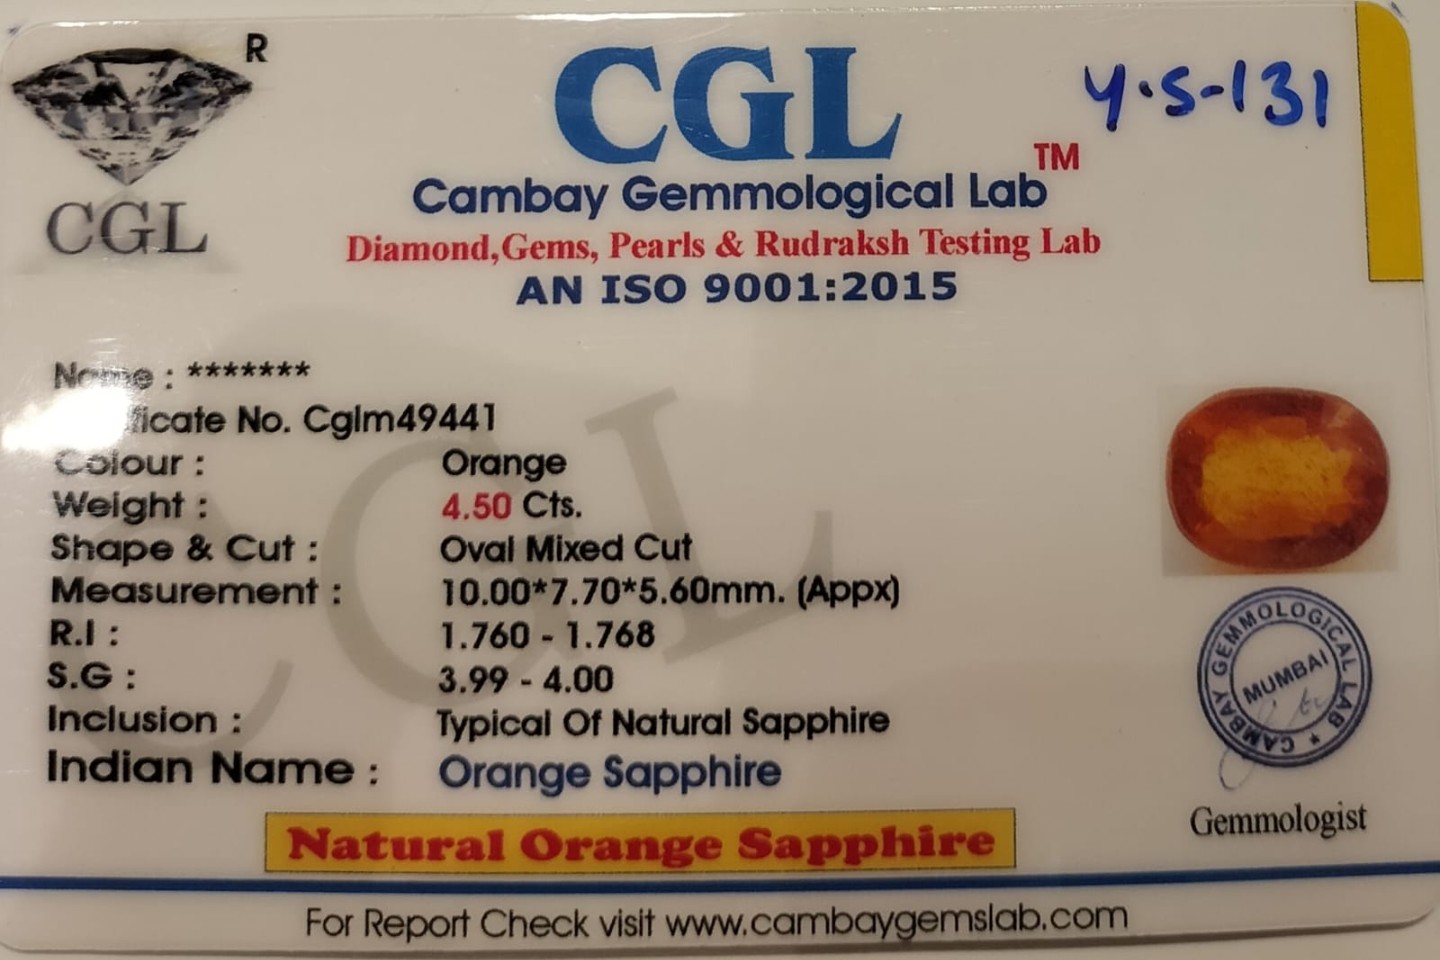 R
CGL
CGL
Y.S-131
TM
Cambay Gemmological Lab
Diamond,Gems, Pearls & Rudraksh Testing Lab
AN ISO 9001:2015
Name : *******
ificate No. Cglm49441
Colour : Orange
Weight : 4.50 Cts.
Shape & Cut : Oval Mixed Cut
Measurement : 10.00*7.70*5.60mm. (Appx)
R.I : 1.760 - 1.768
S.G : 3.99 - 4.00
Inclusion : Typical Of Natural Sapphire
Indian Name : Orange Sapphire
CGL
CAMBAY GEMMOLOGICAL LAB *
MUMBAI
Gemmologist
Natural Orange Sapphire
For Report Check visit www.cambaygemslab.com